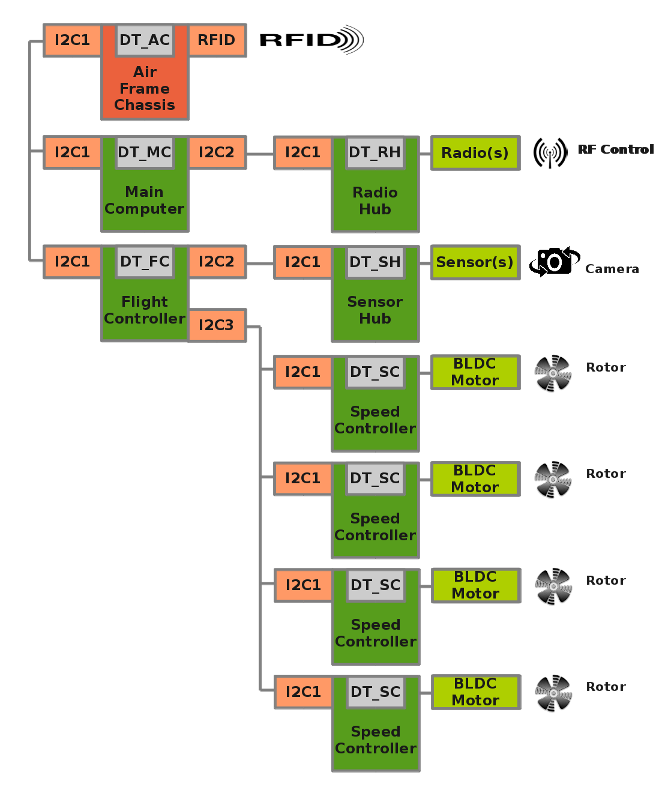 I2C1 DT_AC RFID RFID
Air
Frame
Chassis
I2C1 DT_MC I2C2 I2C1 DT_RH Radio(s) RF Control
Main
Computer
Radio
Hub
I2C1 DT_FC I2C2 I2C1 DT_SH Sensor(s) Camera
Flight
Controller
Sensor
Hub
I2C3
I2C1 DT_SC BLDC
Motor
Rotor
Speed
Controller
I2C1 DT_SC BLDC
Motor
Rotor
Speed
Controller
I2C1 DT_SC BLDC
Motor
Rotor
Speed
Controller
I2C1 DT_SC BLDC
Motor
Rotor
Speed
Controller